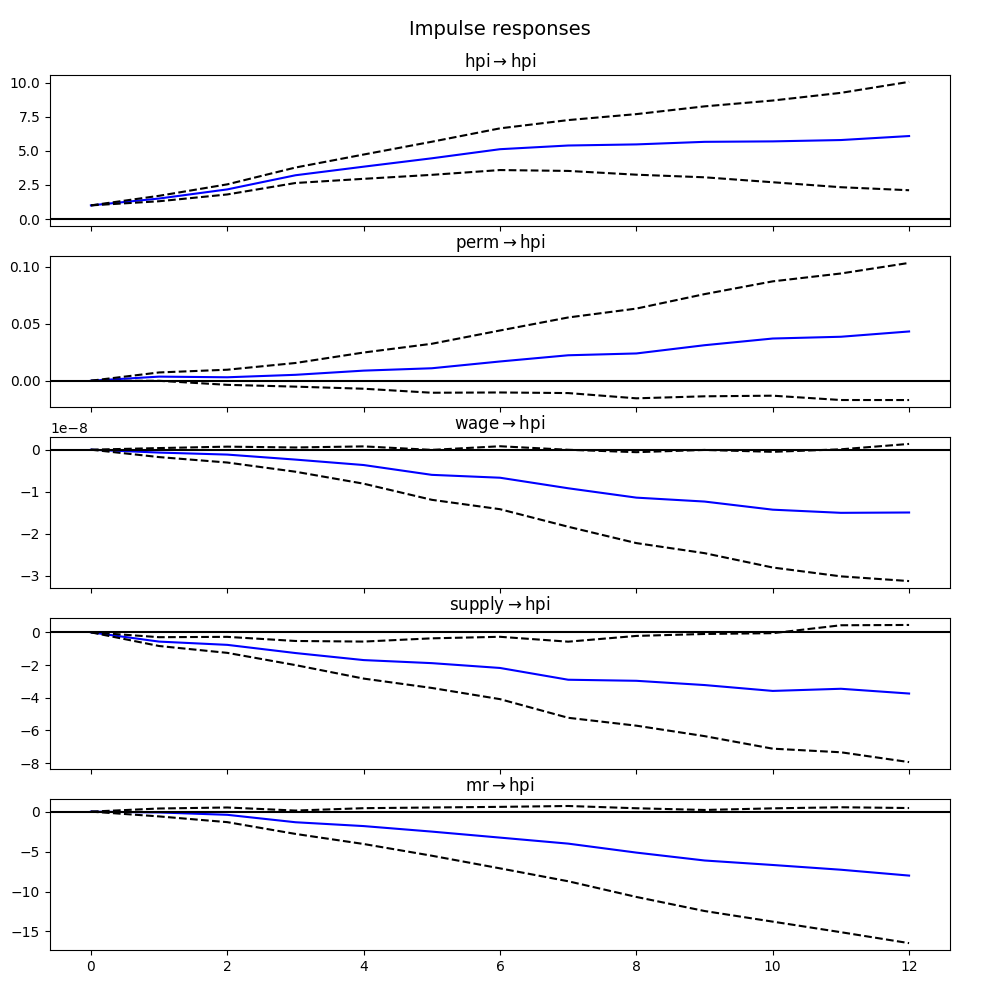 Impulse responses
hpi → hpi
10.0
7.5
5.0
2.5
0.0
perm → hpi
0.10
0.05
0.00
wage → hpi
1e−8
0
−1
−2
−3
supply → hpi
0
−2
−4
−6
−8
mr → hpi
0
−5
−10
−15
0 2 4 6 8 10 12